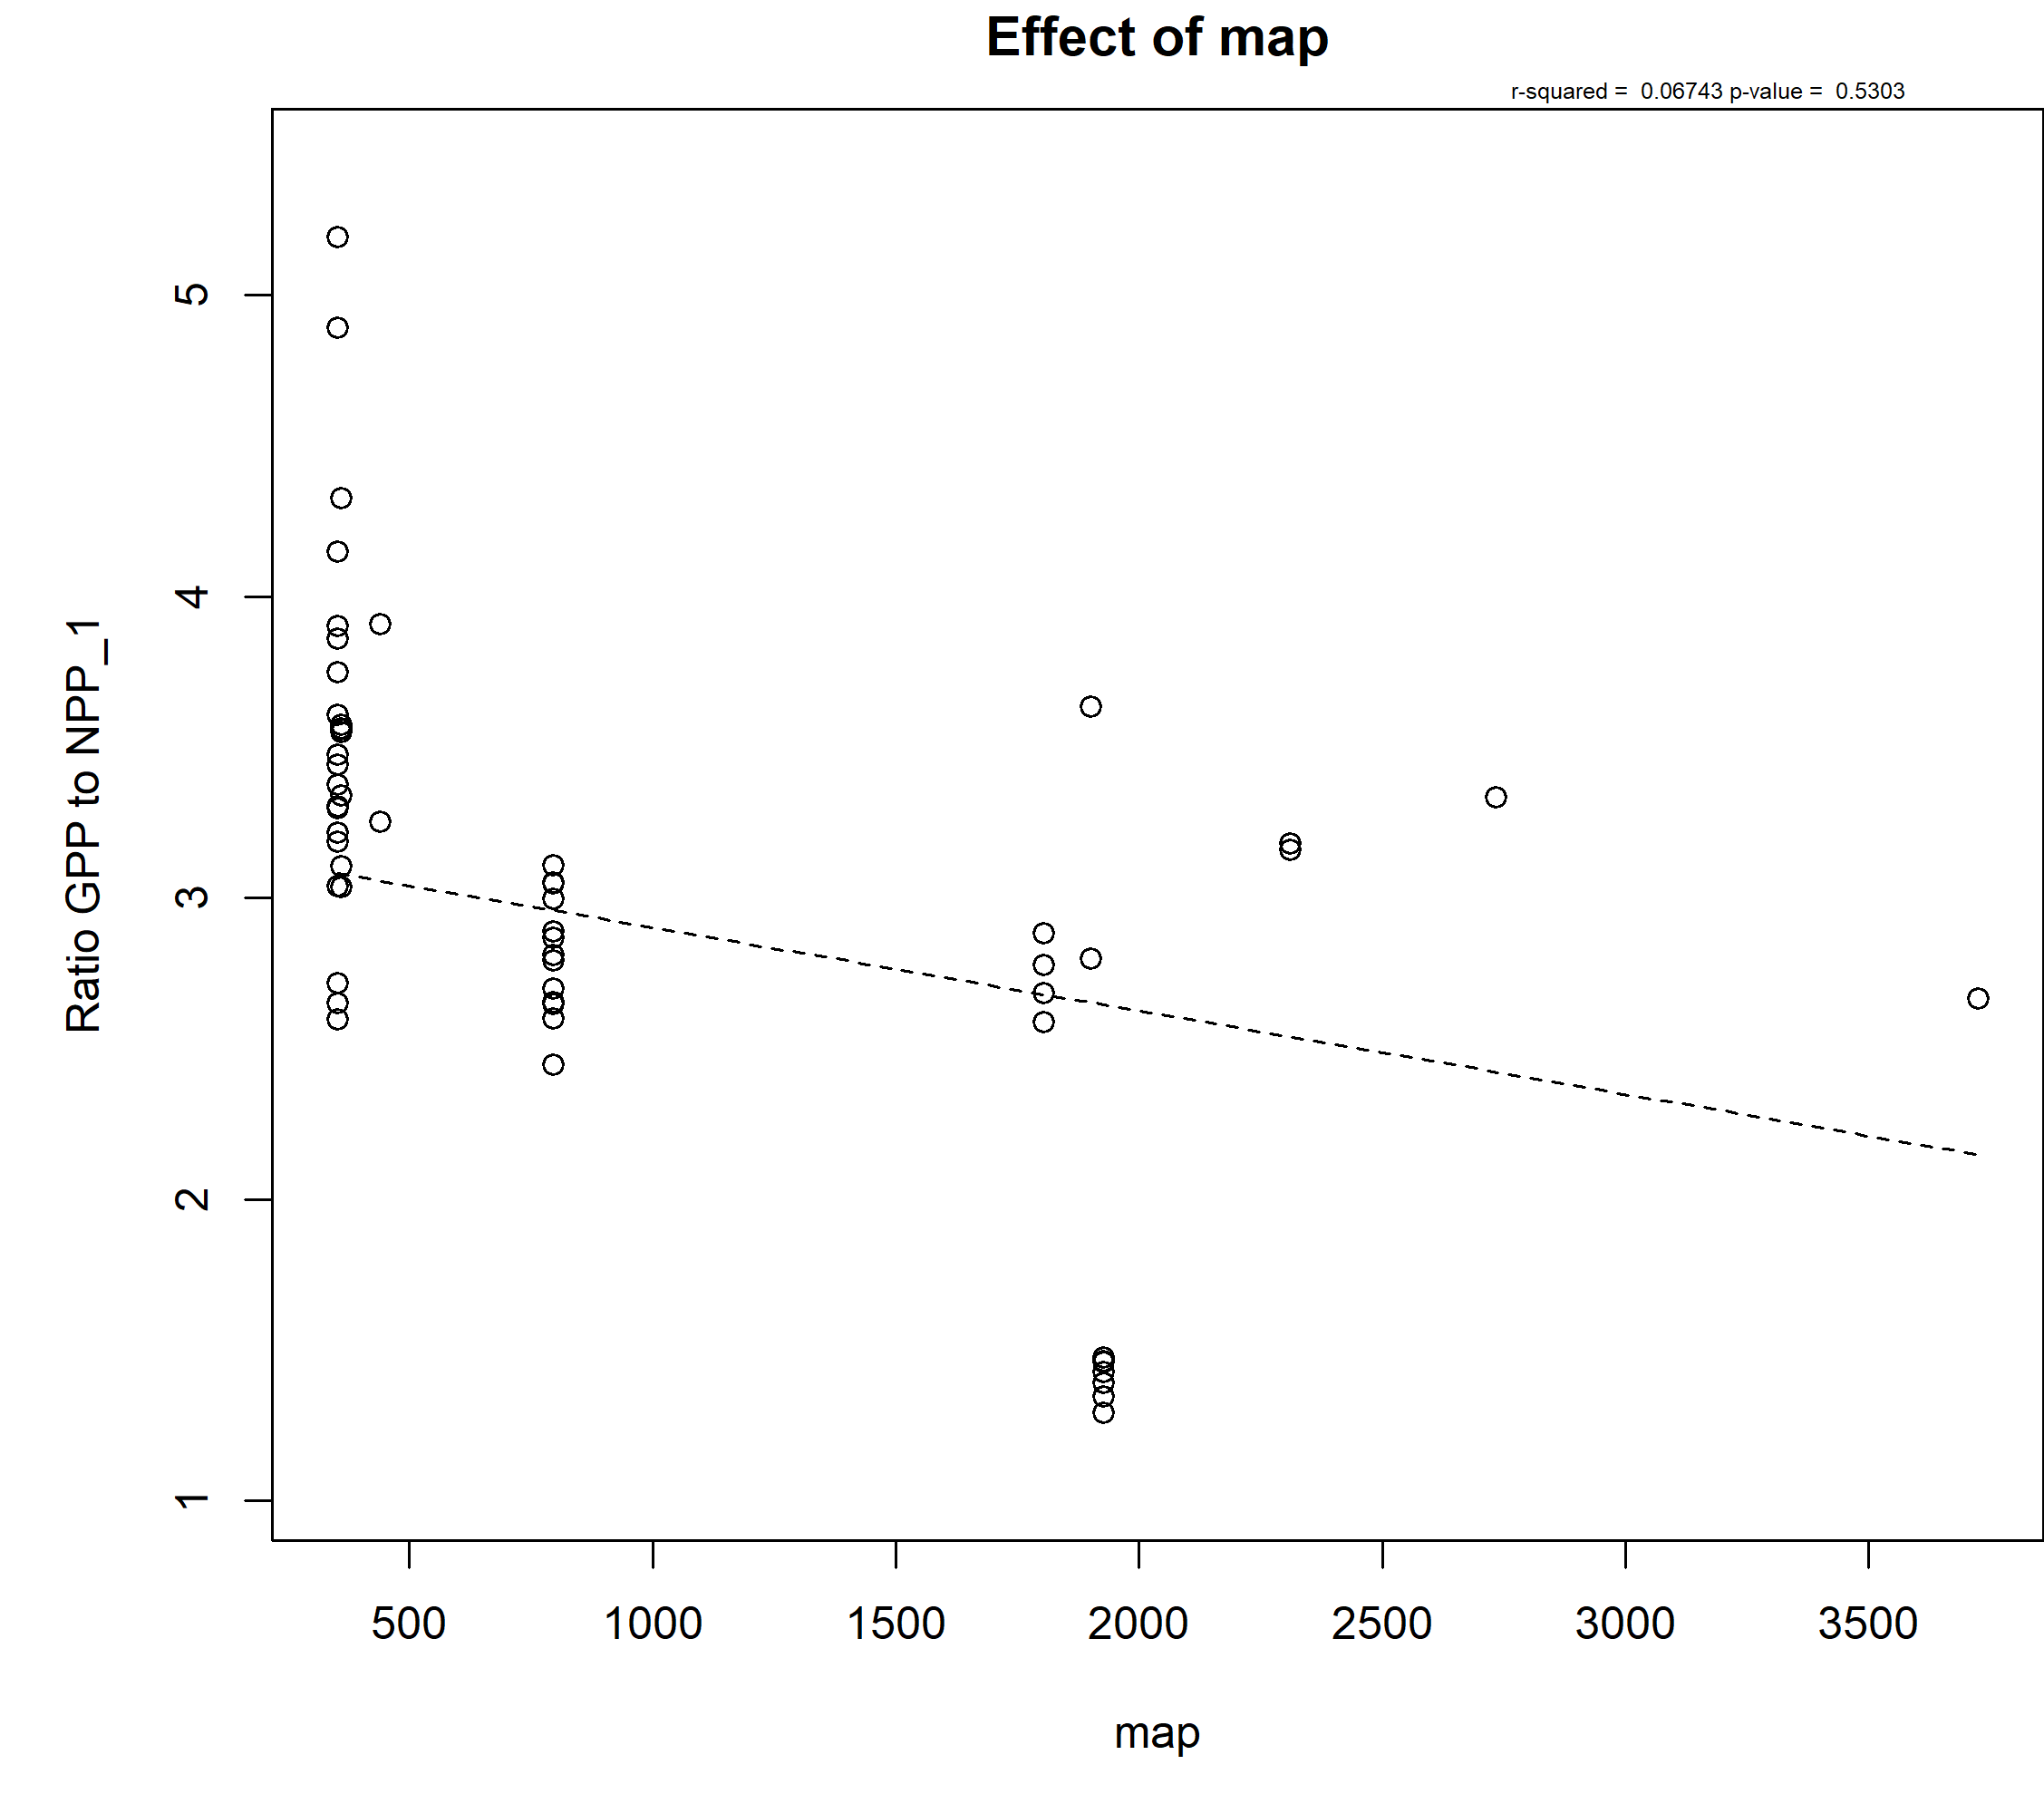 Effect of map
r-squared =  0.06743 p-value =  0.5303
Ratio GPP to NPP_1
5
4
3
2
1
500 1000 1500 2000 2500 3000 3500
map